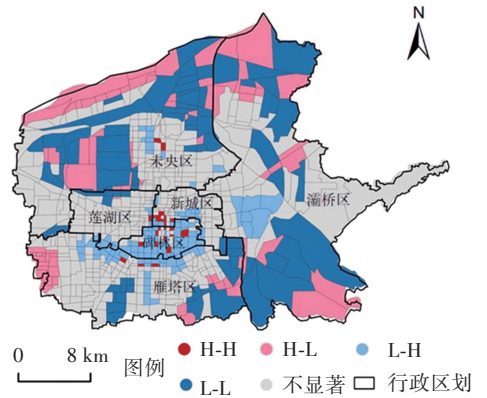 N
未央区
新城区
莲湖区
灞桥区
碑林区
雁塔区
0 8 km
图例
H-H H-L L-H
L-L 不显著 行政区划